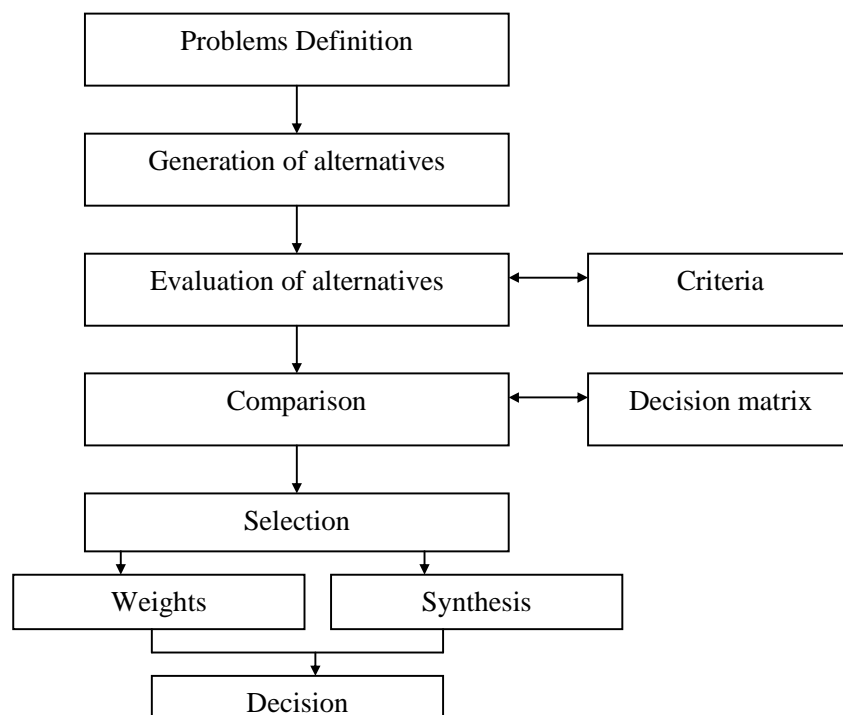 Problems Definition
Generation of alternatives
Evaluation of alternatives
Criteria
Comparison
Decision matrix
Selection
Weights
Synthesis
Decision